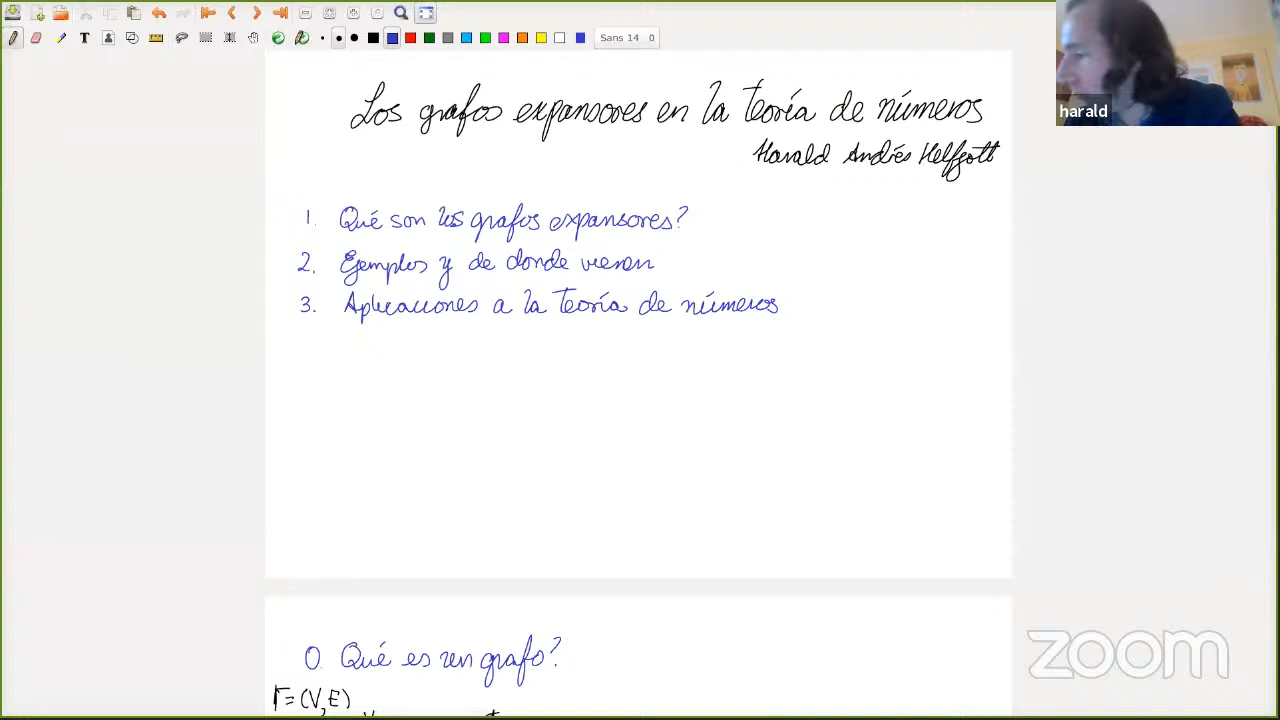 Sans 14 0
harald
Los grafos expansores en la teoría de números
Harald Andrés Helfgott
1. Qué son los grafos expansores?
2. Ejemplos y de donde vienen
3. Aplicaciones a la teoría de números
0. Qué es un grafo?
Γ=(V,E)
zoom